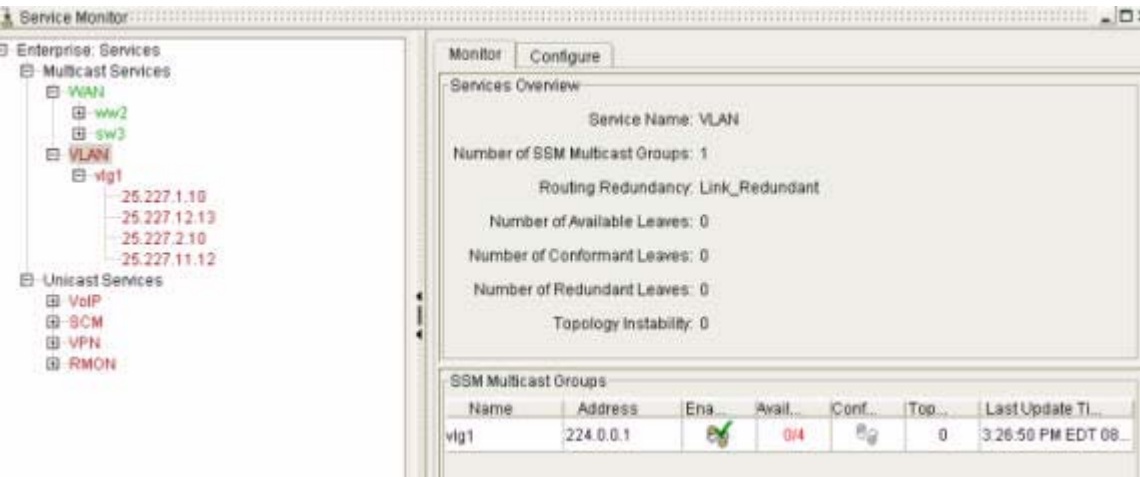 Service Monitor
Enterprise: Services
Multicast Services
WAN
ww2
sw3
VLAN
vlg1
25.227.1.10
25.227.12.13
25.227.2.10
25.227.11.12
Unicast Services
VoIP
SCM
VPN
RMON
Monitor Configure
Services Overview
Service Name: VLAN
Number of SSM Multicast Groups: 1
Routing Redundancy: Link_Redundant
Number of Available Leaves: 0
Number of Conformant Leaves: 0
Number of Redundant Leaves: 0
Topology Instability: 0
SSM Multicast Groups
Name Address Ena... Avail... Conf... Top... Last Update Ti...
vlg1 224.0.0.1 0/4 0 3:26:50 PM EDT 08...